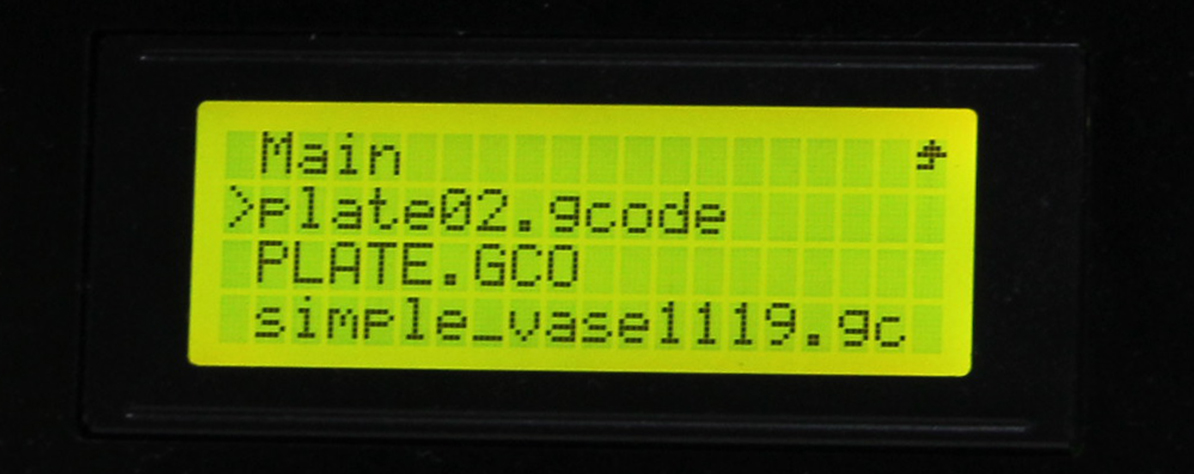 Main
>plate02.gcode
PLATE.GCO
simple_vase1119.gc